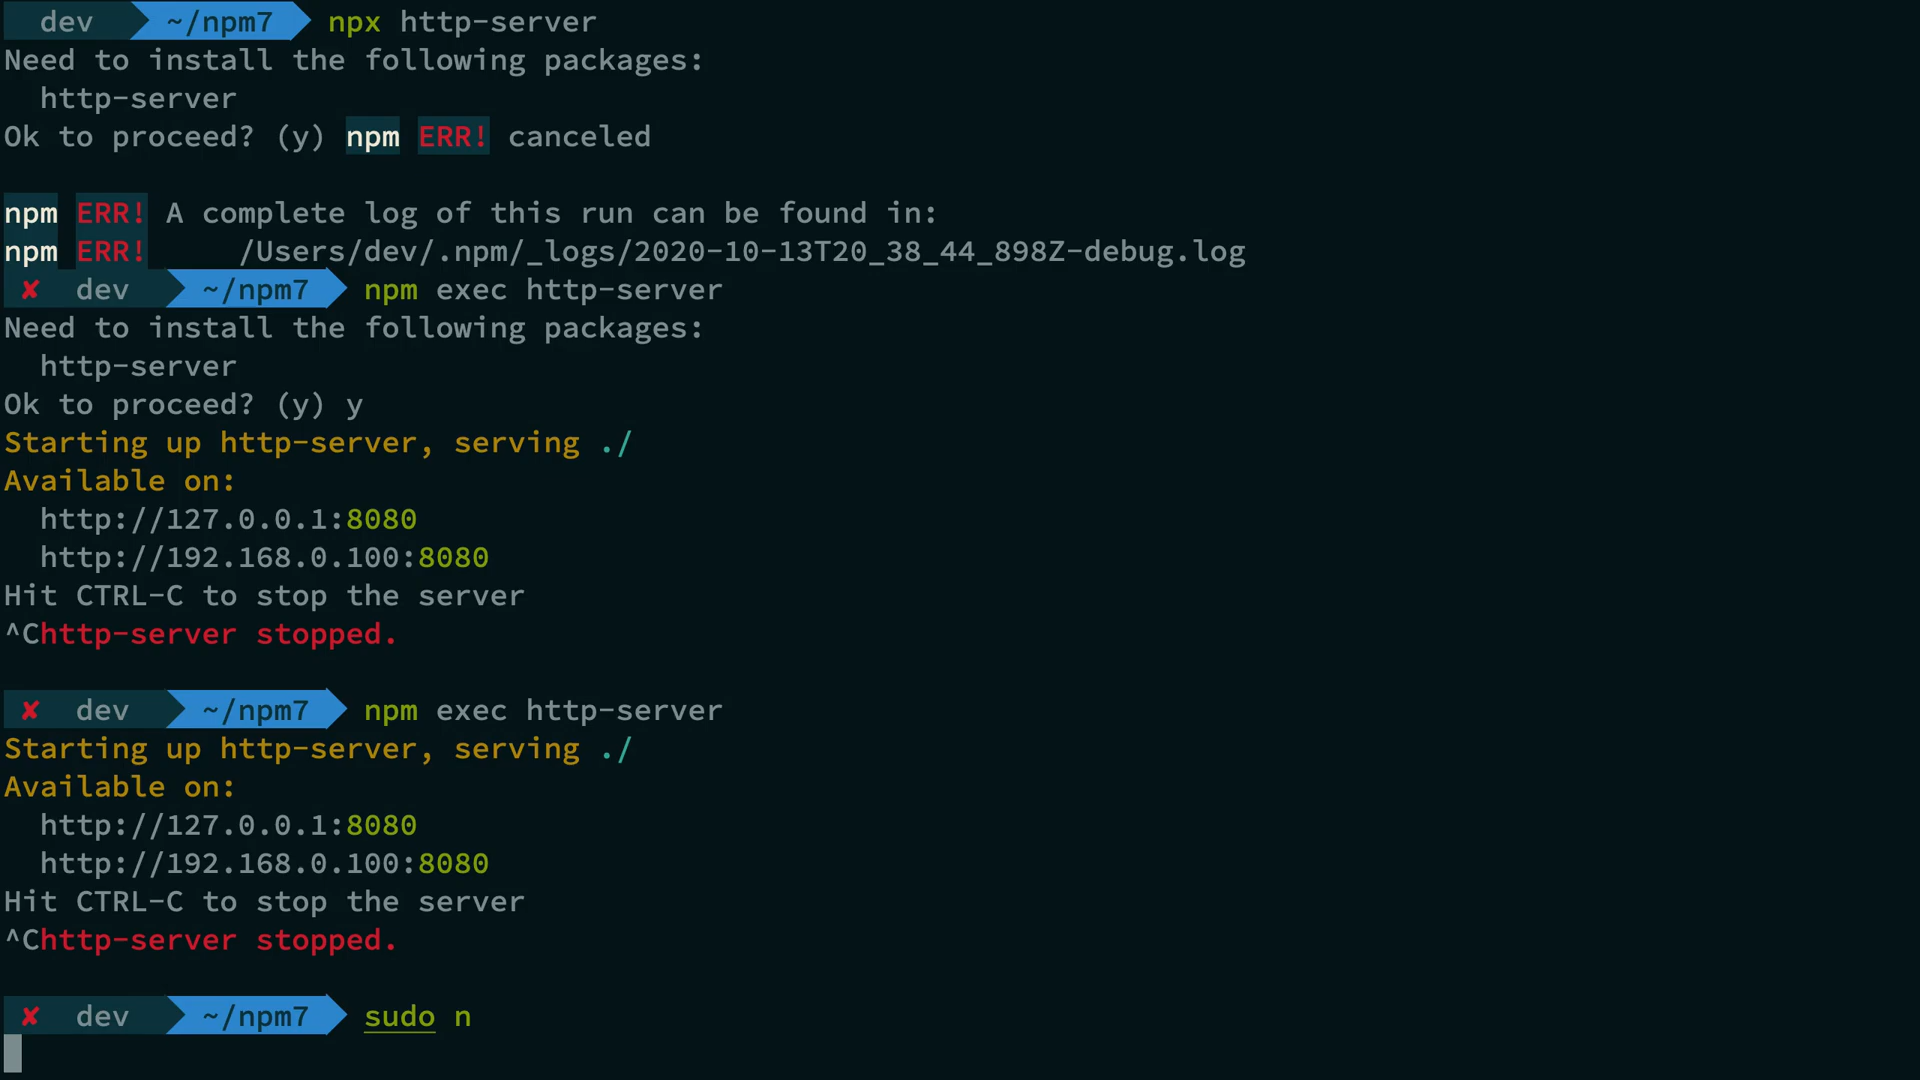 dev ~/npm7 npx http-server
Need to install the following packages:
  http-server
Ok to proceed? (y) npm ERR! canceled

npm ERR! A complete log of this run can be found in:
npm ERR!     /Users/dev/.npm/_logs/2020-10-13T20_38_44_898Z-debug.log
✘ dev ~/npm7 npm exec http-server
Need to install the following packages:
  http-server
Ok to proceed? (y) y
Starting up http-server, serving ./
Available on:
  http://127.0.0.1:8080
  http://192.168.0.100:8080
Hit CTRL-C to stop the server
^Chttp-server stopped.

✘ dev ~/npm7 npm exec http-server
Starting up http-server, serving ./
Available on:
  http://127.0.0.1:8080
  http://192.168.0.100:8080
Hit CTRL-C to stop the server
^Chttp-server stopped.

✘ dev ~/npm7 sudo n